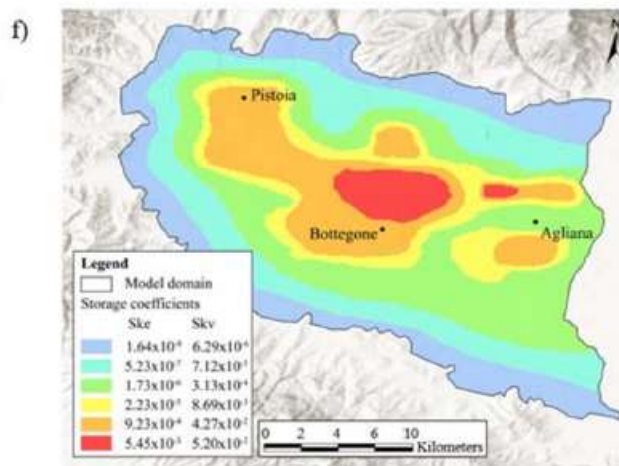 f)
N
Pistoia
Bottegone
Agliana
Legend
Model domain
Storage coefficients
Ske Skv
1.64x10⁻⁸ 6.29x10⁻⁶
5.23x10⁻⁷ 7.12x10⁻⁵
1.73x10⁻⁶ 3.13x10⁻⁴
2.23x10⁻⁵ 8.69x10⁻³
9.23x10⁻⁴ 4.27x10⁻²
5.45x10⁻³ 5.20x10⁻²
0 2 4 6 8 10
Kilometers